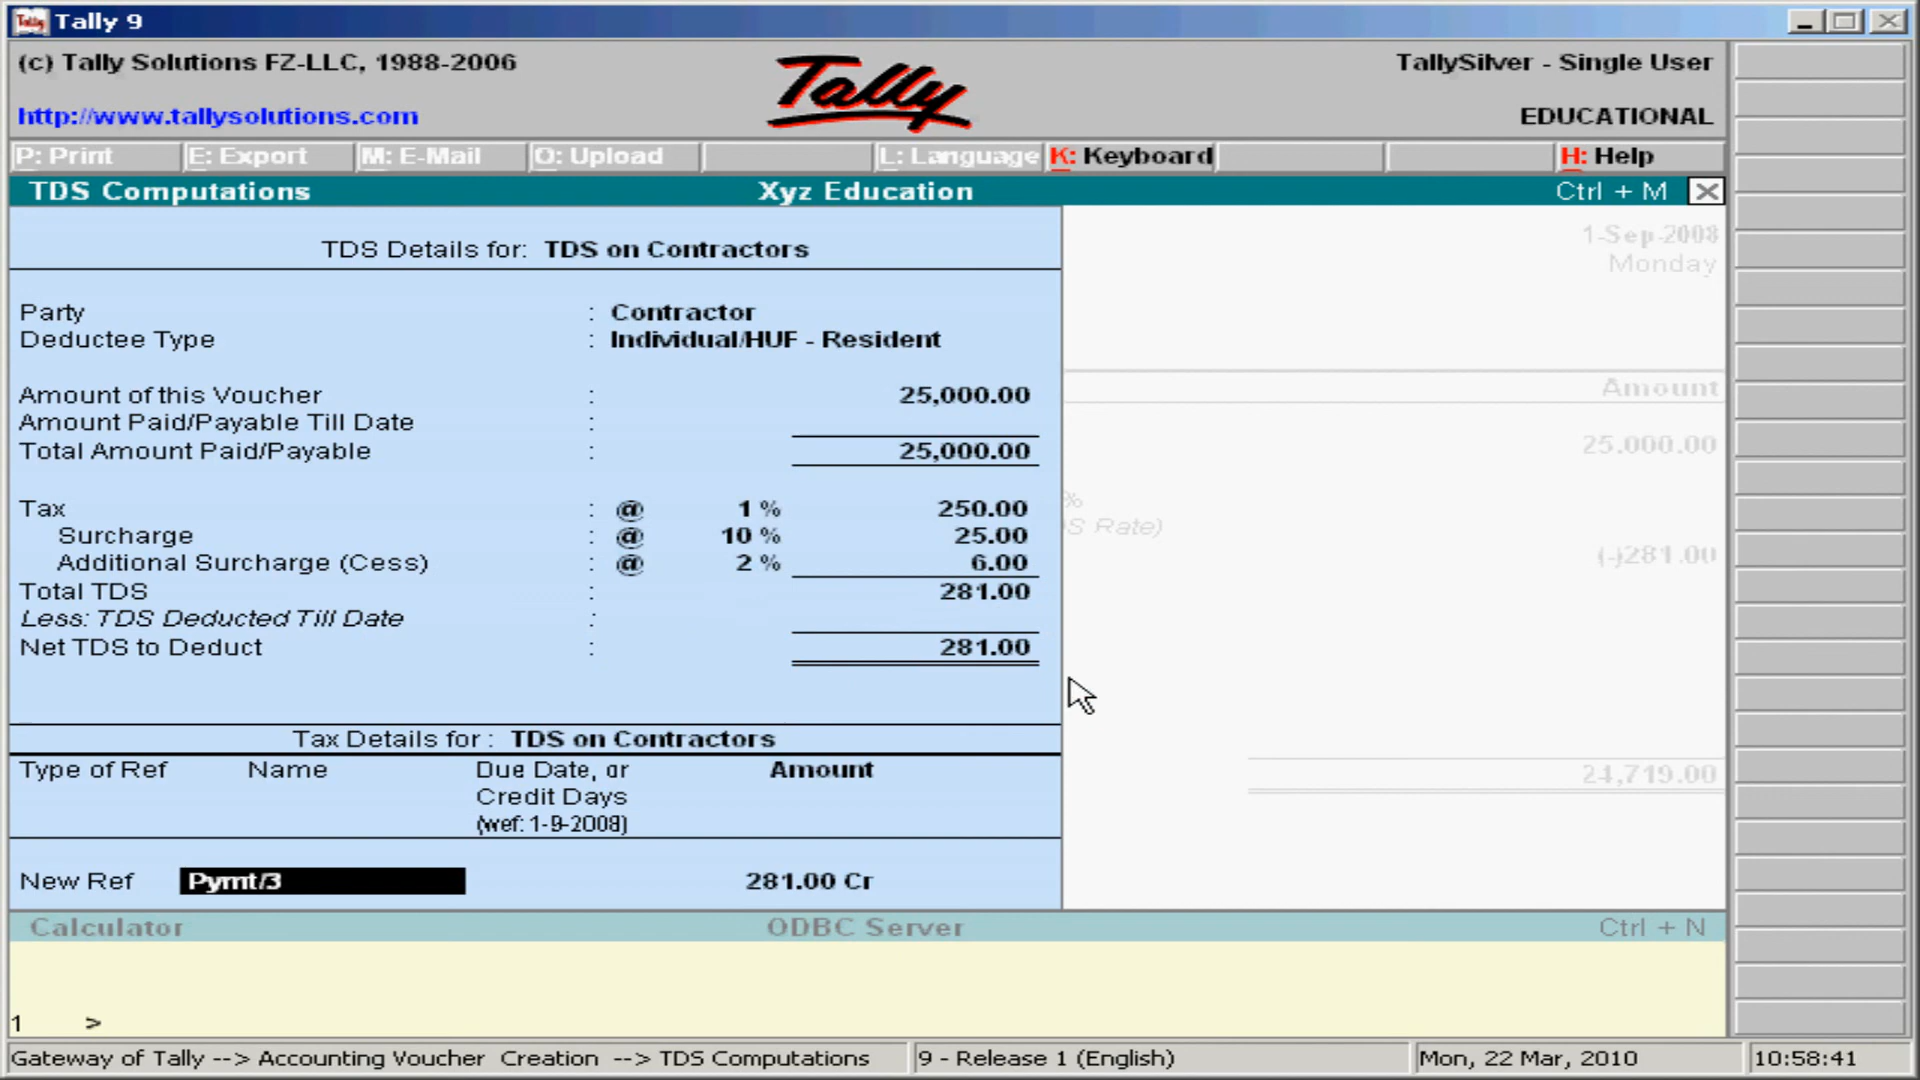 Tally Tally 9
(c) Tally Solutions FZ-LLC, 1988-2006
Tally
TallySilver - Single User
http://www.tallysolutions.com
EDUCATIONAL
P: Print E: Export M: E-Mail O: Upload L: Language K: Keyboard H: Help
TDS Computations Xyz Education Ctrl + M
TDS Details for: TDS on Contractors
1-Sep-2008
Monday
Party : Contractor
Deductee Type : Individual/HUF - Resident
Amount of this Voucher : 25,000.00
Amount
Amount Paid/Payable Till Date :
Total Amount Paid/Payable : 25,000.00
25,000.00
Tax : @ 1 % 250.00
%
Surcharge : @ 10 % 25.00
S Rate)
Additional Surcharge (Cess) : @ 2 % 6.00
(-)281.00
Total TDS : 281.00
Less: TDS Deducted Till Date :
Net TDS to Deduct : 281.00
Tax Details for : TDS on Contractors
Type of Ref Name Due Date, or Amount
Credit Days
(wef: 1-9-2008)
24,719.00
New Ref Pymt/3 281.00 Cr
Calculator ODBC Server Ctrl + N
1 >
Gateway of Tally --> Accounting Voucher Creation --> TDS Computations 9 - Release 1 (English) Mon, 22 Mar, 2010 10:58:41